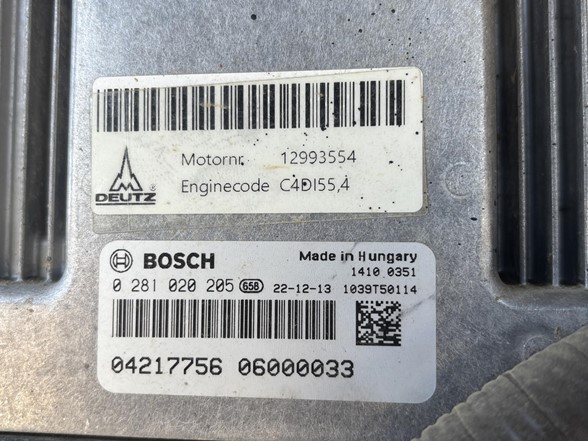 Motornr. 12993554
DEUTZ ® Enginecode C4DI55,4
BOSCH Made in Hungary
1410 0351
0 281 020 205 65B 22-12-13 1039T50114
04217756 06000033